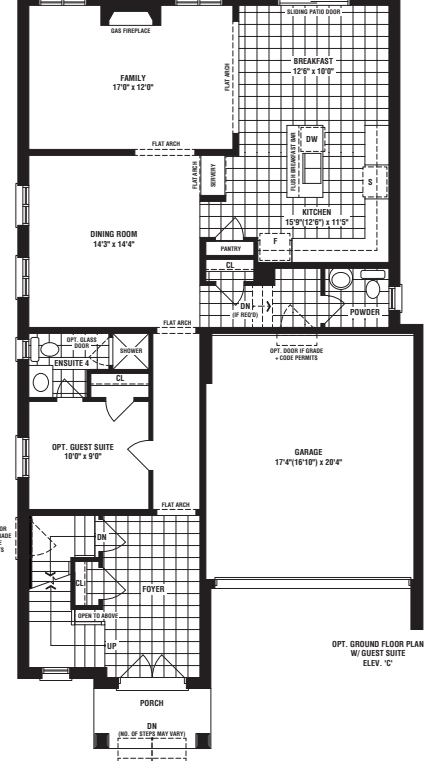 SLIDING PATIO DOOR
GAS FIREPLACE
BREAKFAST
12'6" x 10'0"
FAMILY
17'0" x 12'0"
FLAT ARCH
FLAT ARCH
FLUSH BREAKFAST BAR
DW
FLAT ARCH
SERVERY
S
KITCHEN
15'9"(12'6") x 11'5"
DINING ROOM
14'3" x 14'4"
PANTRY
F
CL
DN
(IF REQ'D)
POWDER
FLAT ARCH
OPT. GLASS
DOOR
SHOWER
ENSUITE 4
OPT. DOOR IF GRADE
+ CODE PERMITS
CL
OPT. GUEST SUITE
10'0" x 9'0"
GARAGE
17'4"(16'10") x 20'4"
FLAT ARCH
DN
CL
FOYER
OPEN TO ABOVE
UP
OPT. GROUND FLOOR PLAN
W/ GUEST SUITE
ELEV. 'C'
PORCH
DN
(NO. OF STEPS MAY VARY)